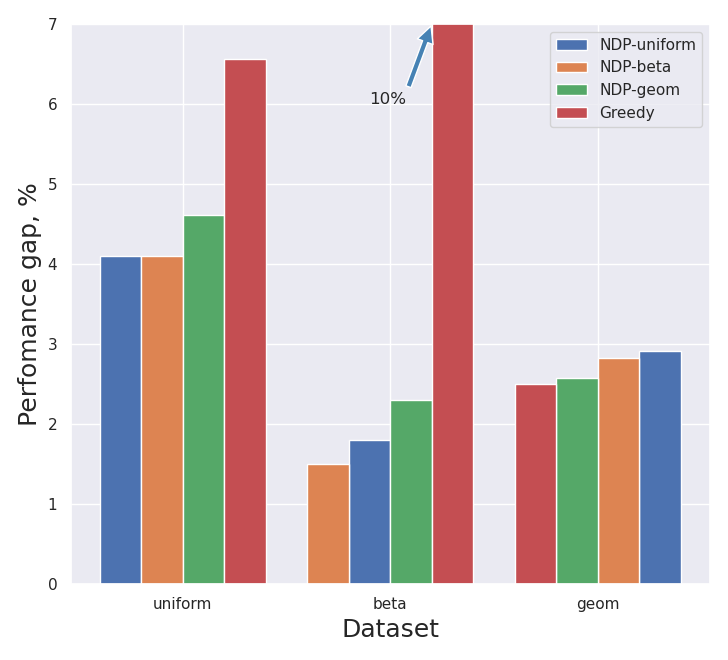 7
6
5
4
3
2
1
0
Perfomance gap, %
10%
NDP-uniform
NDP-beta
NDP-geom
Greedy
uniform
beta
geom
Dataset